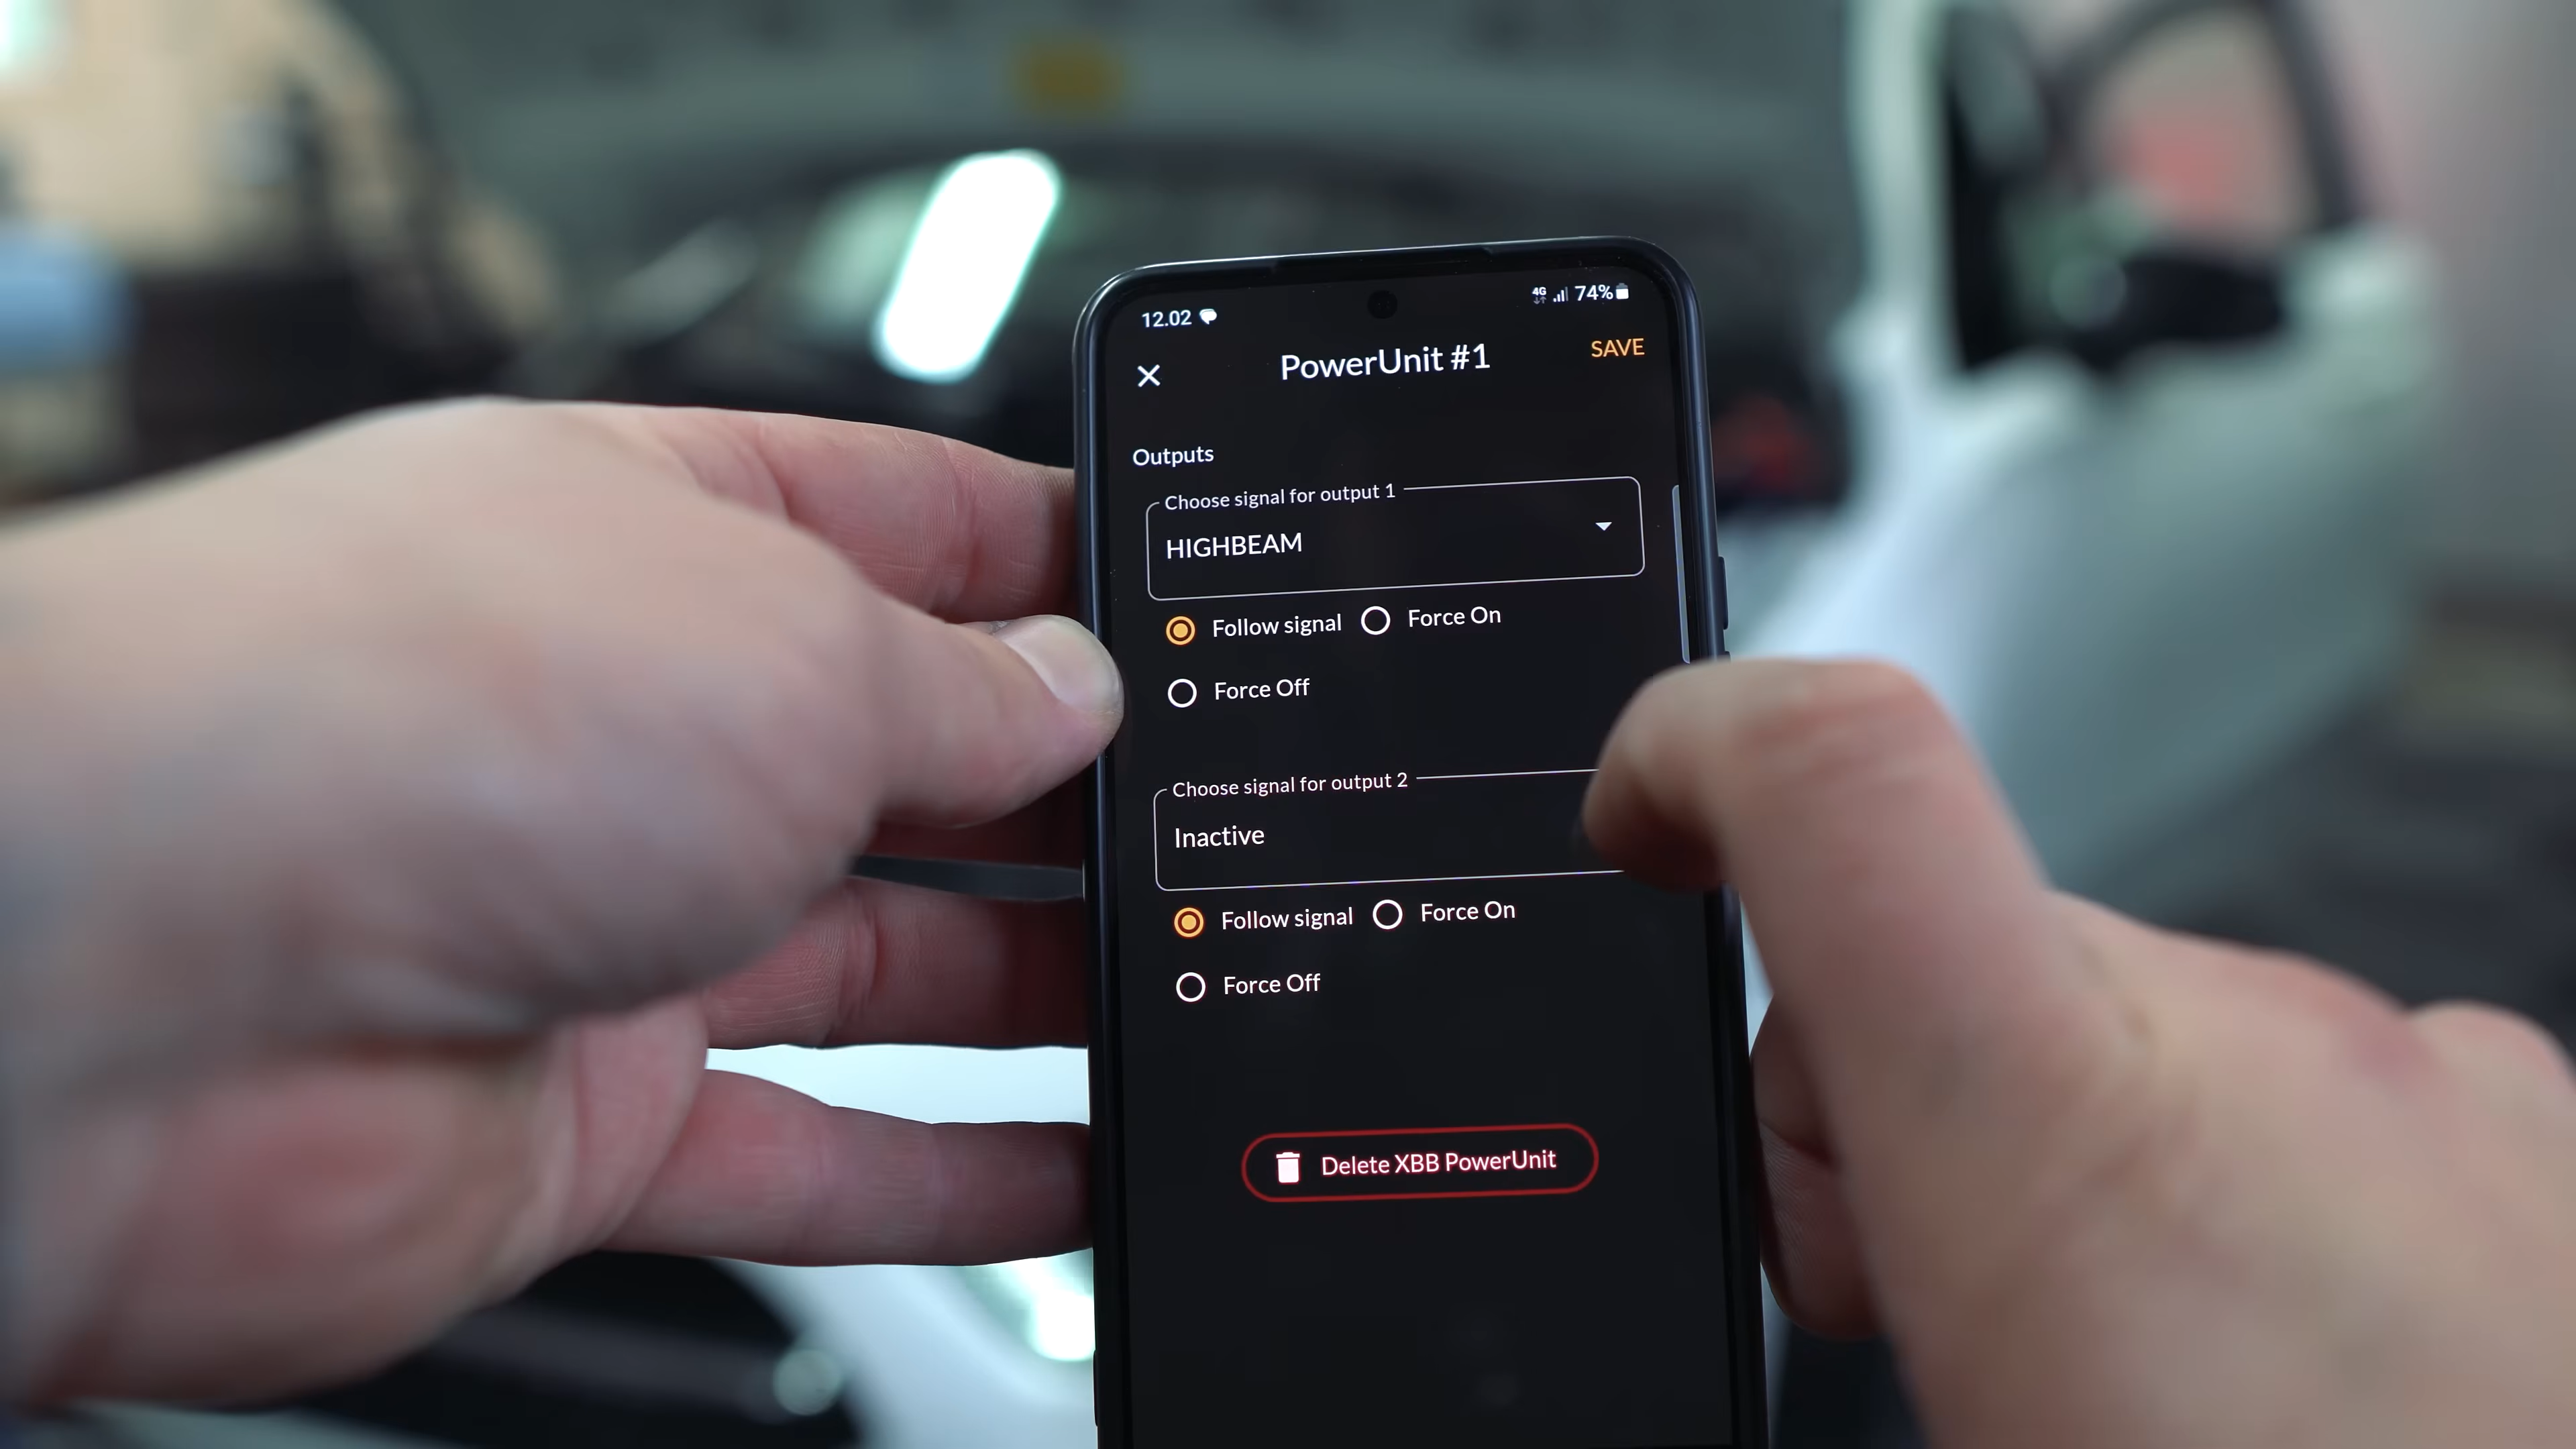 12.02
4G 74%
PowerUnit #1
SAVE
Outputs
Choose signal for output 1
HIGHBEAM
Follow signal Force On
Force Off
Choose signal for output 2
Inactive
Follow signal Force On
Force Off
Delete XBB PowerUnit